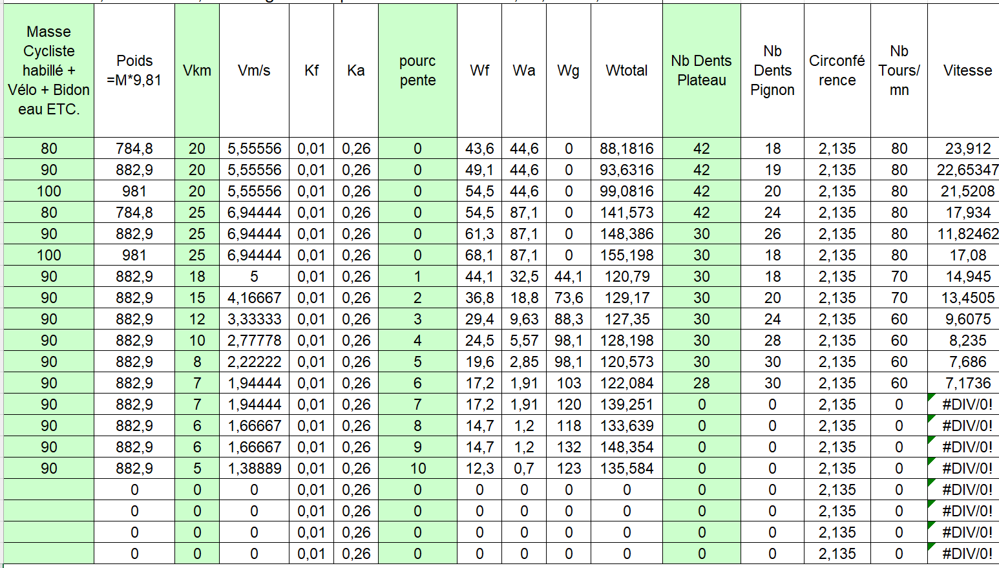 Masse Cycliste habillé + Vélo + Bidon eau ETC. Poids =M*9,81 Vkm Vm/s Kf Ka pourc pente Wf Wa Wg Wtotal Nb Dents Plateau Nb Dents Pignon Circonfé rence Nb Tours/ mn Vitesse
80 784,8 20 5,55556 0,01 0,26 0 43,6 44,6 0 88,1816 42 18 2,135 80 23,912
90 882,9 20 5,55556 0,01 0,26 0 49,1 44,6 0 93,6316 42 19 2,135 80 22,65347
100 981 20 5,55556 0,01 0,26 0 54,5 44,6 0 99,0816 42 20 2,135 80 21,5208
80 784,8 25 6,94444 0,01 0,26 0 54,5 87,1 0 141,573 42 24 2,135 80 17,934
90 882,9 25 6,94444 0,01 0,26 0 61,3 87,1 0 148,386 30 26 2,135 80 11,82462
100 981 25 6,94444 0,01 0,26 0 68,1 87,1 0 155,198 30 18 2,135 80 17,08
90 882,9 18 5 0,01 0,26 1 44,1 32,5 44,1 120,79 30 18 2,135 70 14,945
90 882,9 15 4,16667 0,01 0,26 2 36,8 18,8 73,6 129,17 30 20 2,135 70 13,4505
90 882,9 12 3,33333 0,01 0,26 3 29,4 9,63 88,3 127,35 30 24 2,135 60 9,6075
90 882,9 10 2,77778 0,01 0,26 4 24,5 5,57 98,1 128,198 30 28 2,135 60 8,235
90 882,9 8 2,22222 0,01 0,26 5 19,6 2,85 98,1 120,573 30 30 2,135 60 7,686
90 882,9 7 1,94444 0,01 0,26 6 17,2 1,91 103 122,084 28 30 2,135 60 7,1736
90 882,9 7 1,94444 0,01 0,26 7 17,2 1,91 120 139,251 0 0 2,135 0 #DIV/0!
90 882,9 6 1,66667 0,01 0,26 8 14,7 1,2 118 133,639 0 0 2,135 0 #DIV/0!
90 882,9 6 1,66667 0,01 0,26 9 14,7 1,2 132 148,354 0 0 2,135 0 #DIV/0!
90 882,9 5 1,38889 0,01 0,26 10 12,3 0,7 123 135,584 0 0 2,135 0 #DIV/0!
0 0 0 0,01 0,26 0 0 0 0 0 0 0 2,135 0 #DIV/0!
0 0 0 0,01 0,26 0 0 0 0 0 0 0 2,135 0 #DIV/0!
0 0 0 0,01 0,26 0 0 0 0 0 0 0 2,135 0 #DIV/0!
0 0 0 0,01 0,26 0 0 0 0 0 0 0 2,135 0 #DIV/0!